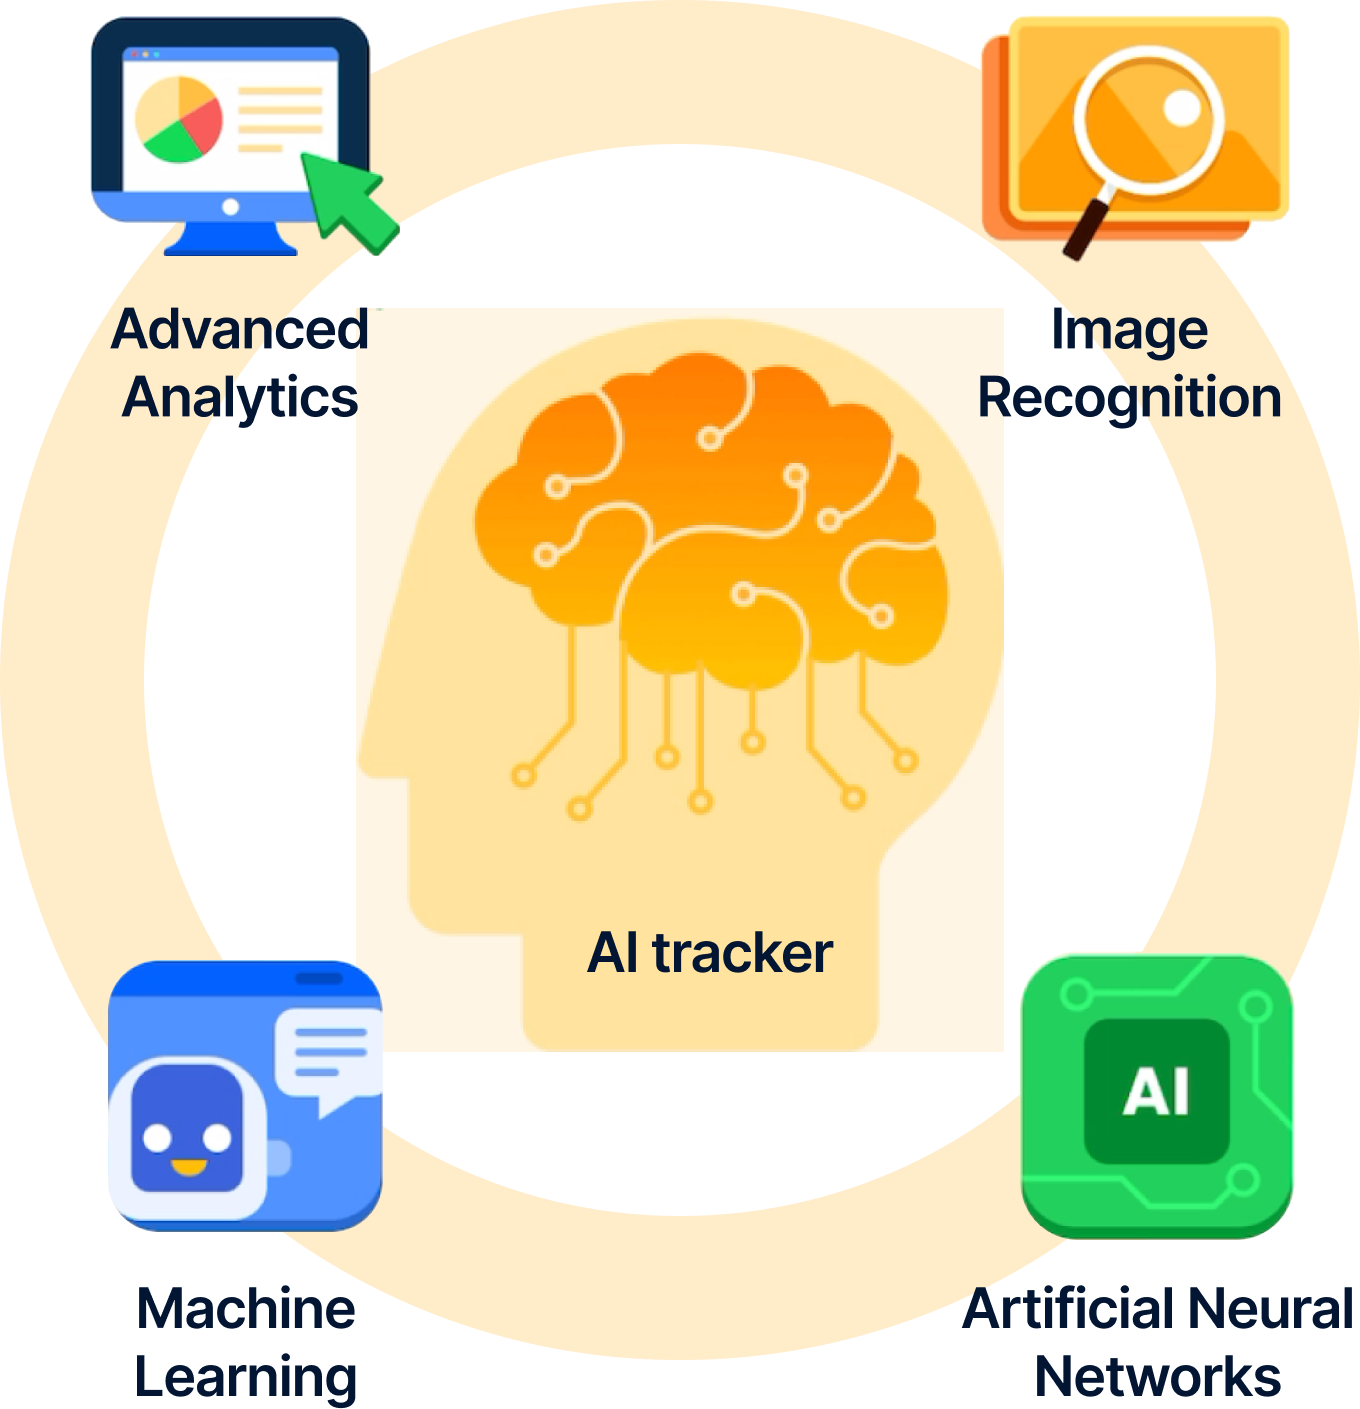 Advanced
Analytics
Image
Recognition
AI tracker
AI
Machine
Learning
Artificial Neural
Networks